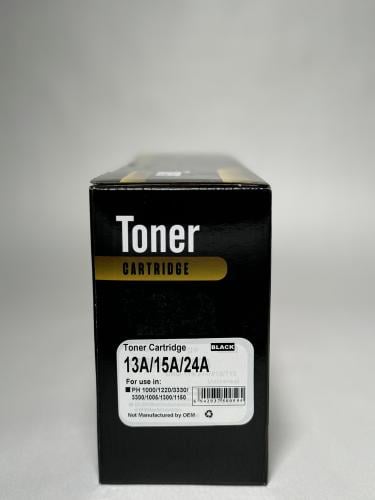 Toner
CARTRIDGE
Toner Cartridge BLACK
13A/15A/24A
For use in:
PH 1000/1220/3330/
3300/1005/1300/1150
Not Manufactured by OEM